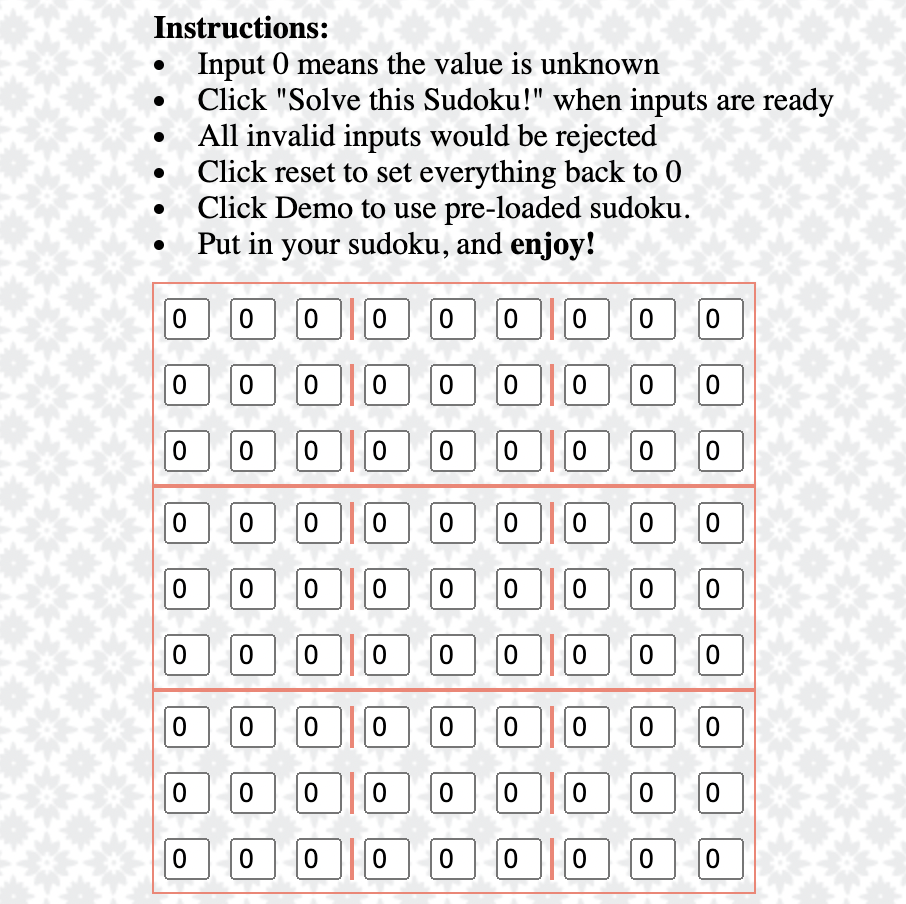 Instructions:
• Input 0 means the value is unknown
• Click "Solve this Sudoku!" when inputs are ready
• All invalid inputs would be rejected
• Click reset to set everything back to 0
• Click Demo to use pre-loaded sudoku.
• Put in your sudoku, and enjoy!
0 0 0 0 0 0 0 0 0
0 0 0 0 0 0 0 0 0
0 0 0 0 0 0 0 0 0
0 0 0 0 0 0 0 0 0
0 0 0 0 0 0 0 0 0
0 0 0 0 0 0 0 0 0
0 0 0 0 0 0 0 0 0
0 0 0 0 0 0 0 0 0
0 0 0 0 0 0 0 0 0